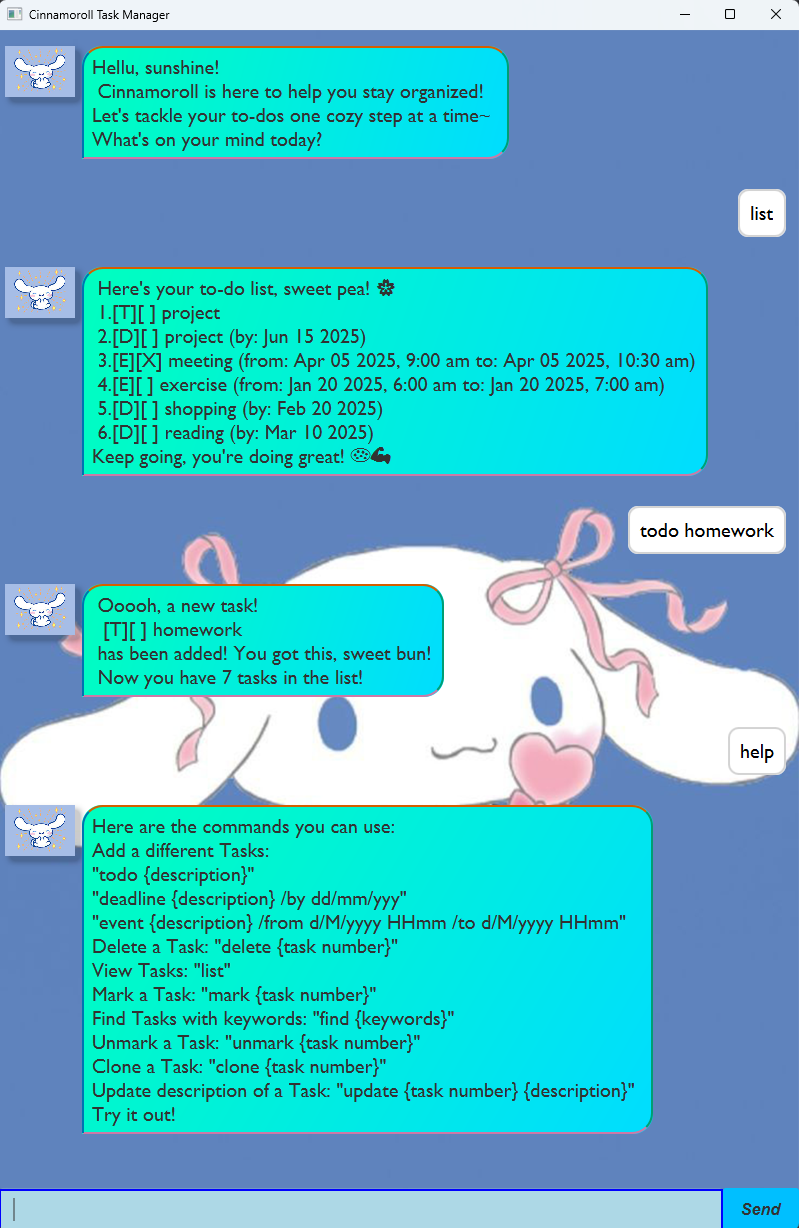 Cinnamoroll Task Manager
Hellu, sunshine!
Cinnamoroll is here to help you stay organized!
Let's tackle your to-dos one cozy step at a time~
What's on your mind today?
list
Here's your to-do list, sweet pea! 🌸
1.[T][ ] project
2.[D][ ] project (by: Jun 15 2025)
3.[E][X] meeting (from: Apr 05 2025, 9:00 am to: Apr 05 2025, 10:30 am)
4.[E][ ] exercise (from: Jan 20 2025, 6:00 am to: Jan 20 2025, 7:00 am)
5.[D][ ] shopping (by: Feb 20 2025)
6.[D][ ] reading (by: Mar 10 2025)
Keep going, you're doing great! 🍪💪
todo homework
Ooooh, a new task!
[T][ ] homework
has been added! You got this, sweet bun!
Now you have 7 tasks in the list!
help
Here are the commands you can use:
Add a different Tasks:
"todo {description}"
"deadline {description} /by dd/mm/yyy"
"event {description} /from d/M/yyyy HHmm /to d/M/yyyy HHmm"
Delete a Task: "delete {task number}"
View Tasks: "list"
Mark a Task: "mark {task number}"
Find Tasks with keywords: "find {keywords}"
Unmark a Task: "unmark {task number}"
Clone a Task: "clone {task number}"
Update description of a Task: "update {task number} {description}"
Try it out!
Send